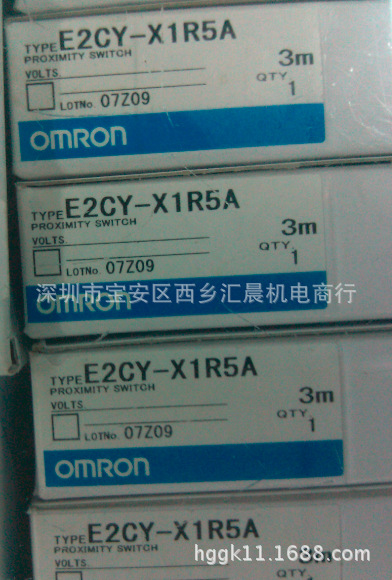 TYPE E2CY-X1R5A
PROXIMITY SWITCH
3m
VOLTS
QTY.
1
LOTNo. 07Z09
OMRON
TYPE E2CY-X1R5A
PROXIMITY SWITCH
3m
VOLTS
QTY.
1
LOTNo. 07Z09
深圳市宝安区西乡汇晨机电商行
OMRON
TYPE E2CY-X1R5A
PROXIMITY SWITCH
3m
VOLTS
QTY.
1
LOTNo. 07Z09
OMRON
TYPE E2CY-X1R5A
PROXIMITY SWITCH
3m
VOLTS
hggk11.1688.com